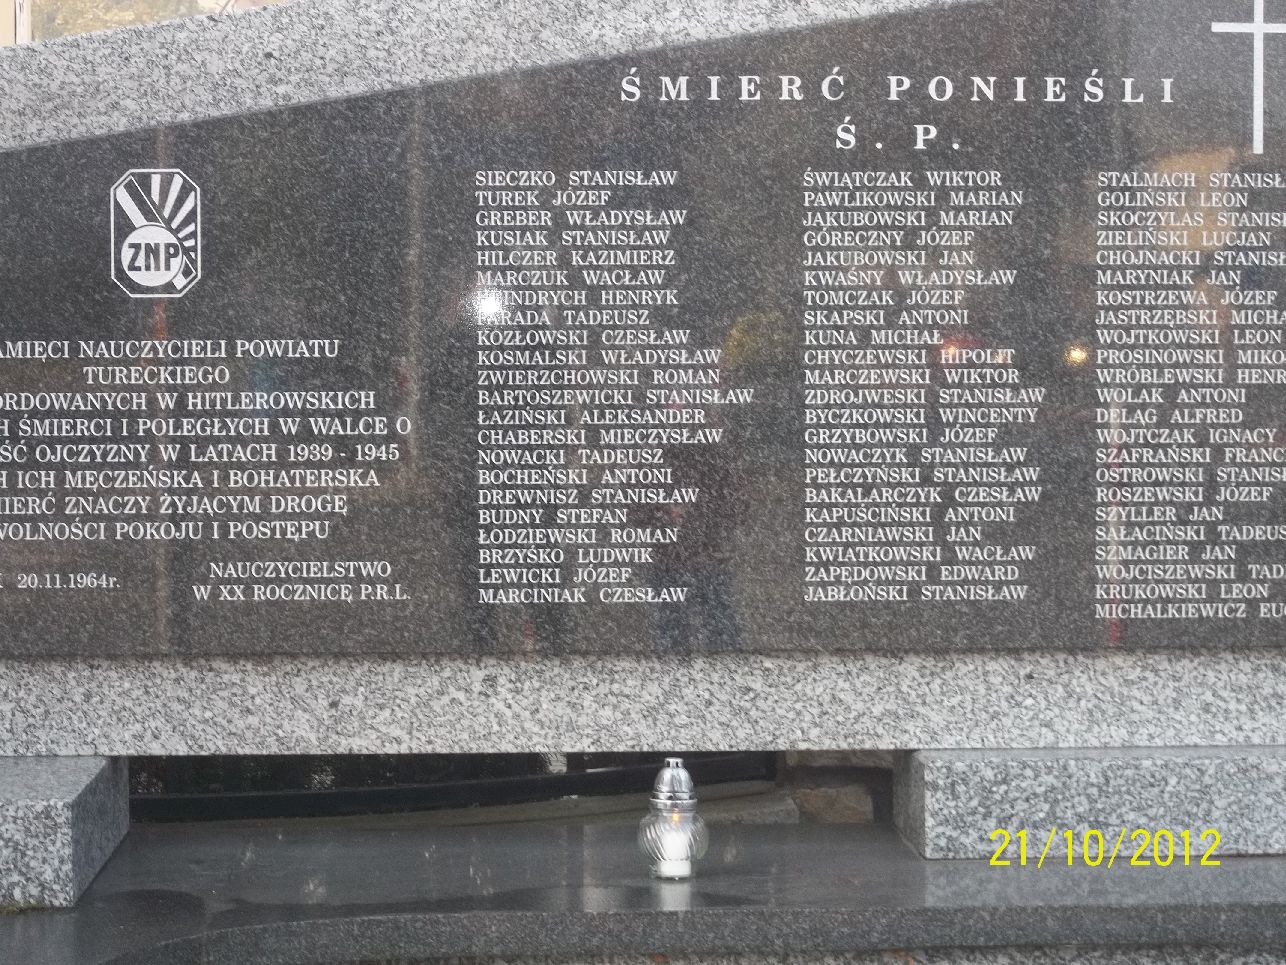 ŚMIERĆ PONIEŚLI
Ś. P.
ZNP
NAUCZYCIELI POWIATU
TURECKIEGO
W HITLEROWSKICH
ŚMIERCI I POLEGŁYCH W WALCE O
OJCZYZNY W LATACH 1939 - 1945
ICH MĘCZEŃSKA I BOHATERSKA
ZNACZY ŻYJĄCYM DROGĘ
WOLNOŚCI POKOJU I POSTĘPU
20.11.1964r.
NAUCZYCIELSTWO
W XX ROCZNICĘ P.R.L.
SIECZKO STANISŁAW
TUREK JÓZEF
GREBER WŁADYSŁAW
KUSIAK STANISŁAW
HILCZER KAZIMIERZ
MARCZUK WACŁAW
HENRYK
PARADA TADEUSZ
KOZŁOWSKI CZESŁAW
KOSMALSKI WŁADYSŁAW
ZWIERZCHOWSKI ROMAN
BARTOSZEWICKI STANISŁAW
ŁAZIŃSKI ALEKSANDER
CHABERSKI MIECZYSŁAW
NOWACKI TADEUSZ
BOCHEŃSKI ANTONI
DREWNISZ STANISŁAW
BUDNY STEFAN
ŁODZIEWSKI ROMAN
BRZYŚKO LUDWIK
LEWICKI JÓZEF
MARCINIAK CZESŁAW
ŚWIĄTCZAK WIKTOR
PAWLIKOWSKI MARIAN
JAKUBOWSKI MARIAN
GÓRECZNY JÓZEF
JAKUBOWSKI JAN
KWAŚNY WŁADYSŁAW
TOMCZAK JÓZEF
SKAPSKI ANTONI
KUNA MICHAŁ
CHYCZEWSKI HIPOLIT
MARCZEWSKI WIKTOR
ZDROJWESKI STANISŁAW
BYCZKOWSKI WINCENTY
GRZYBOWSKI JÓZEF
NOWACZYK STANISŁAW
PEŁCZYŃSKI STANISŁAW
BAKALARCZYK CZESŁAW
KAPUŚCIŃSKI ANTONI
CZARNIAWSKI JAN
KWIATKOWSKI WACŁAW
ZAPĘDOWSKI EDWARD
JABŁOŃSKI STANISŁAW
STALMACH
GOLIŃSKI LEON
SKOCZYLAS
ZIELIŃSKI LUCJAN
CHOJNACKI
MARYNIAK JAN
KOSTRZEWA JÓZEF
JASTRZĘBSKI
WOJTKOWSKI LEON
PROSINOWSKI
WRÓBLEWSKI
WOLAK ANTONI
DELĄG ALFRED
WOJTCZAK IGNACY
SZAFRAŃSKI
OSTROWSKI
ROSZEWSKI JÓZEF
SZYLLER JAN
SAŁACIŃSKI
SZMAGIER JAN
WOJCISZEWSKI
KRUKOWSKI LEON
MICHALKIEWICZ
21/10/2012